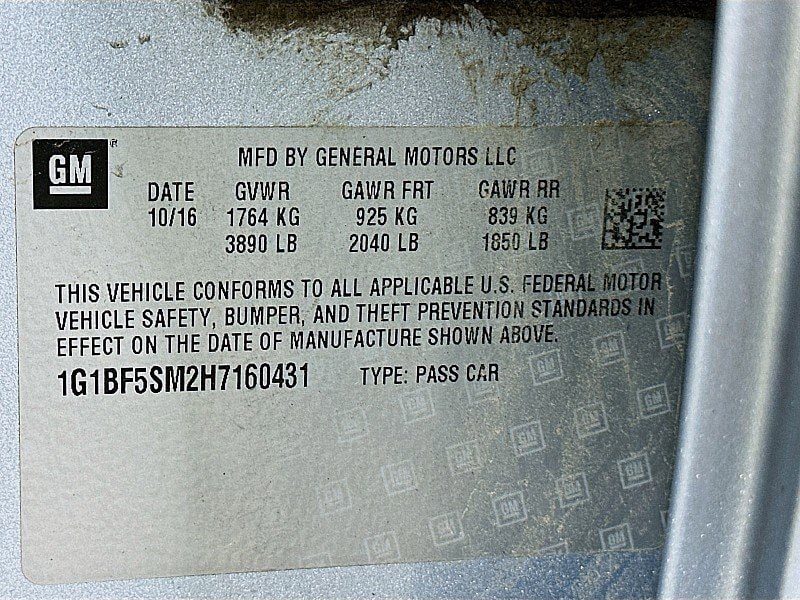 GM
MFD BY GENERAL MOTORS LLC
DATE GVWR GAWR FRT GAWR RR
10/16 1764 KG 925 KG 839 KG
3890 LB 2040 LB 1850 LB
THIS VEHICLE CONFORMS TO ALL APPLICABLE U.S. FEDERAL MOTOR
VEHICLE SAFETY, BUMPER, AND THEFT PREVENTION STANDARDS IN
EFFECT ON THE DATE OF MANUFACTURE SHOWN ABOVE.
1G1BF5SM2H7160431 TYPE: PASS CAR